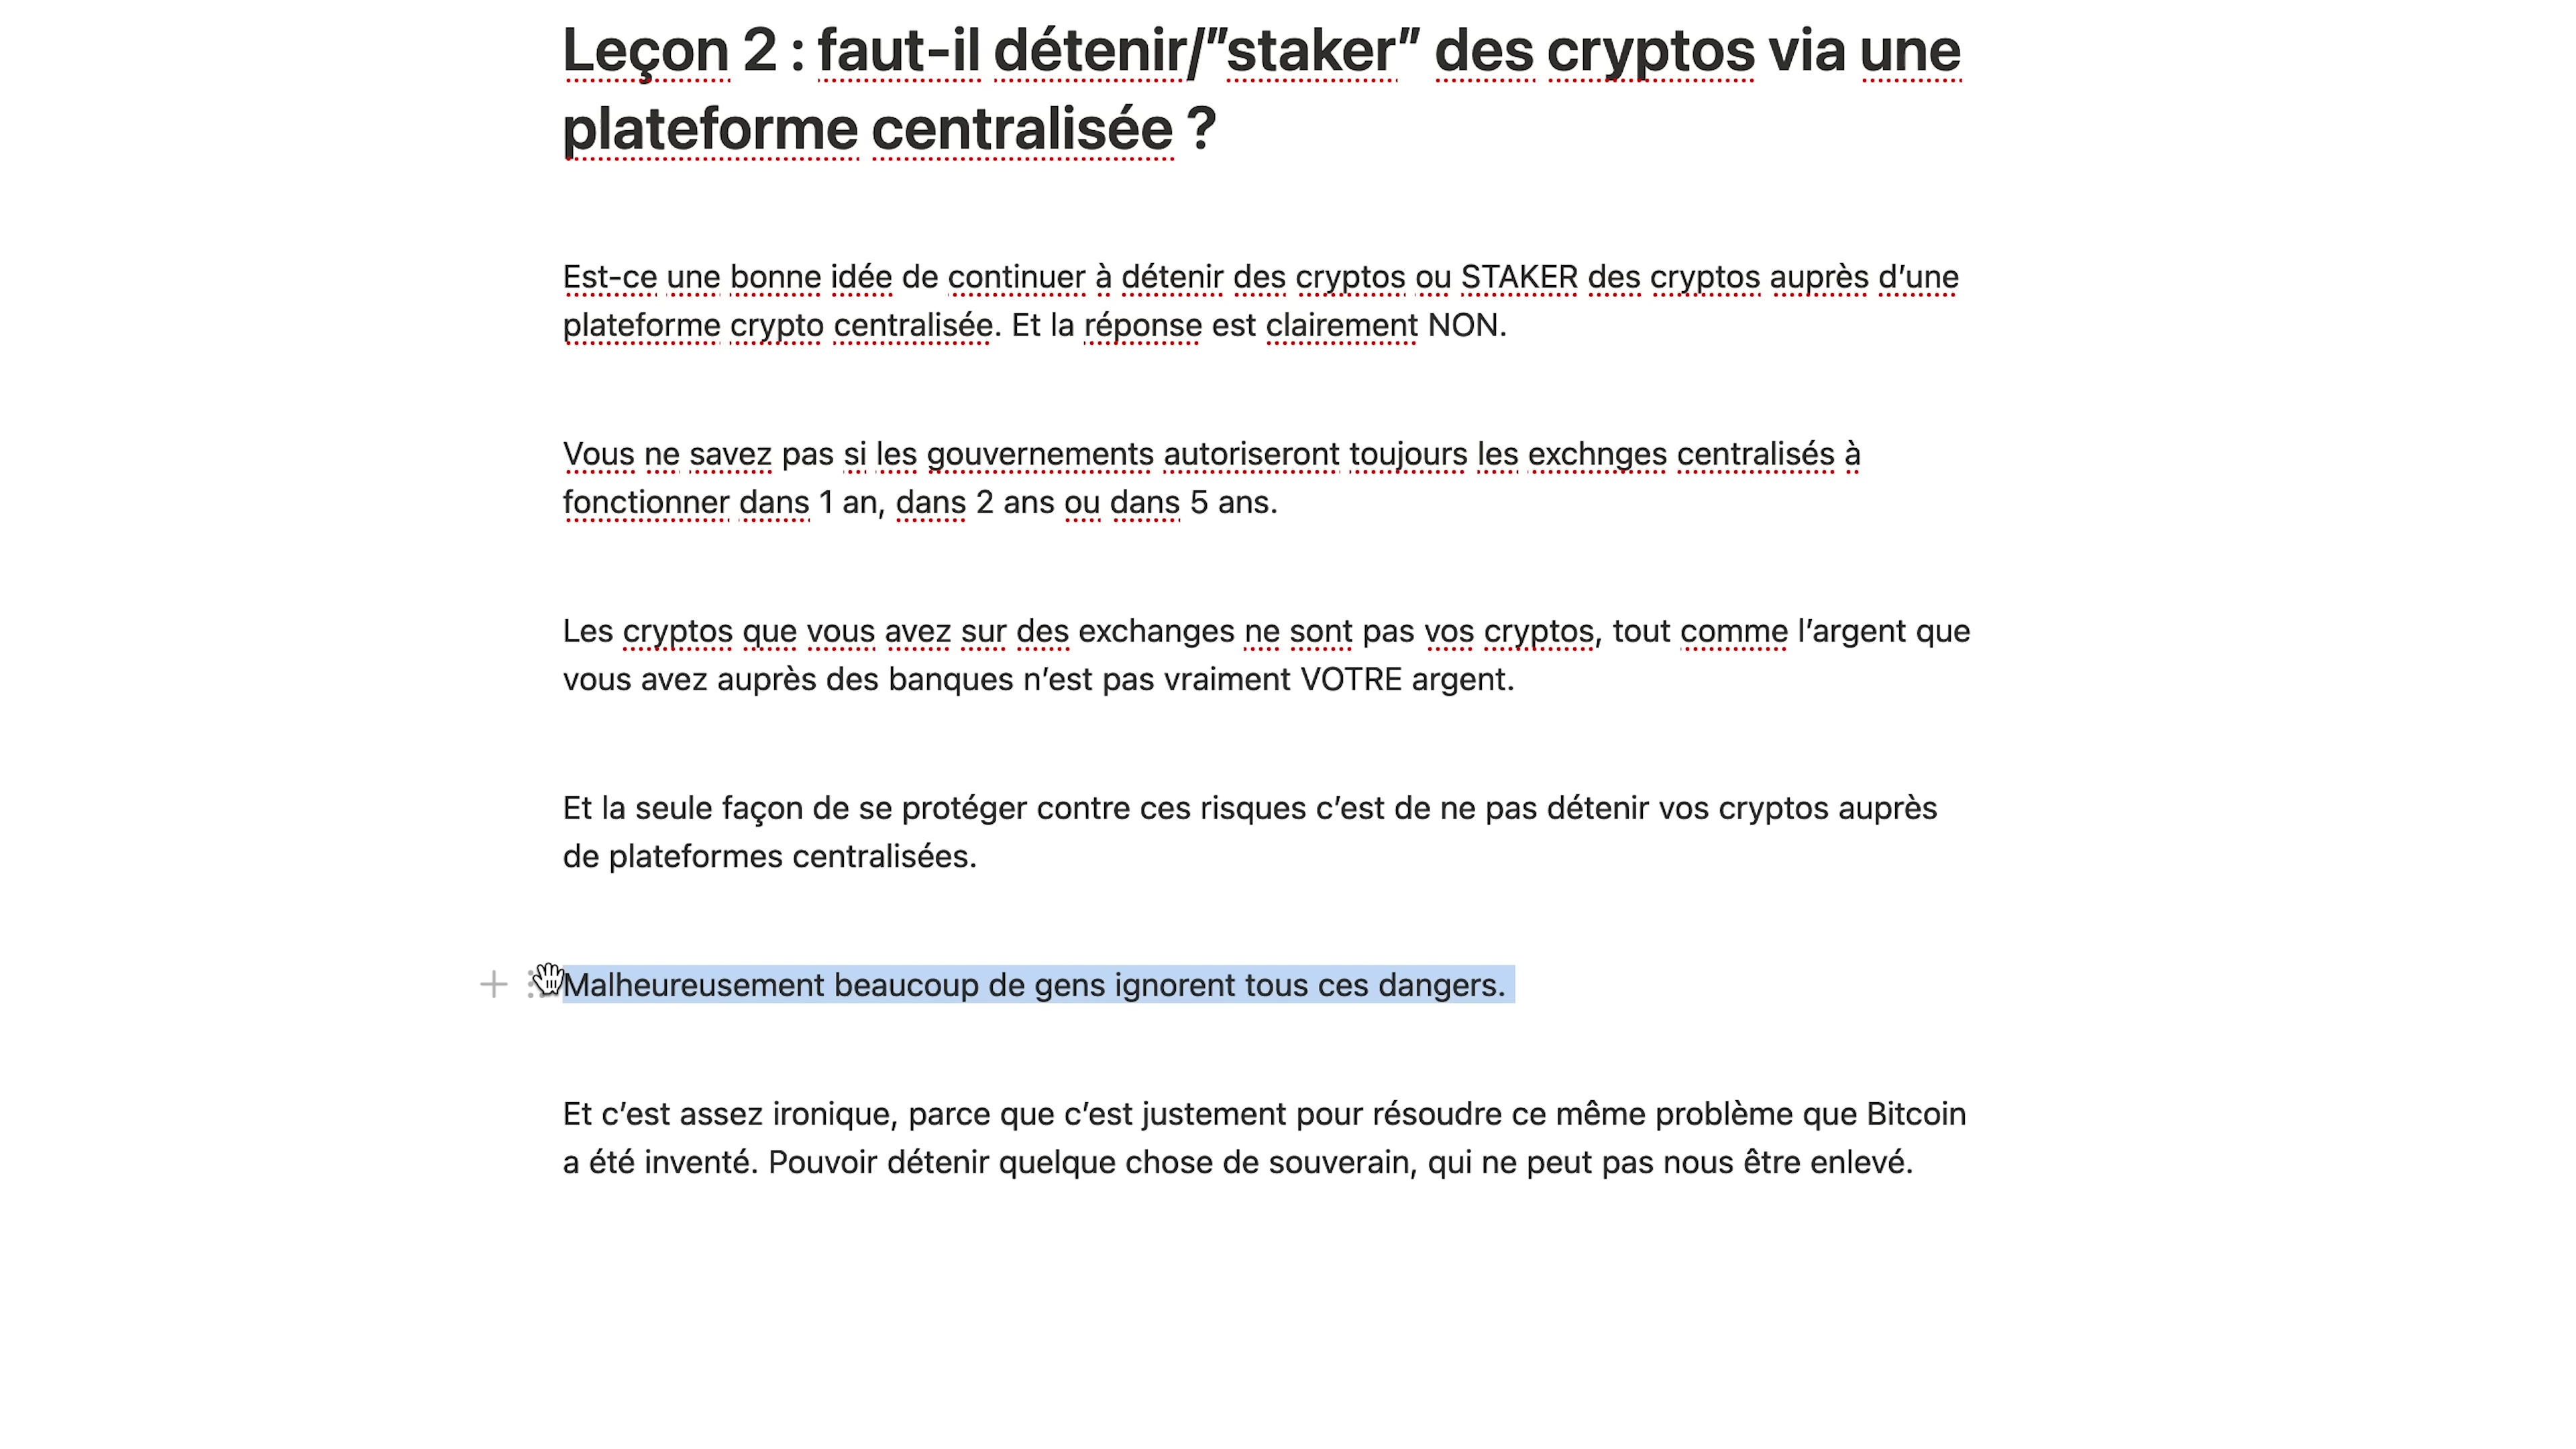 Leçon 2 : faut-il détenir/”staker” des cryptos via une
plateforme centralisée ?
Est-ce une bonne idée de continuer à détenir des cryptos ou STAKER des cryptos auprès d’une
plateforme crypto centralisée. Et la réponse est clairement NON.
Vous ne savez pas si les gouvernements autoriseront toujours les exchnges centralisés à
fonctionner dans 1 an, dans 2 ans ou dans 5 ans.
Les cryptos que vous avez sur des exchanges ne sont pas vos cryptos, tout comme l’argent que
vous avez auprès des banques n’est pas vraiment VOTRE argent.
Et la seule façon de se protéger contre ces risques c’est de ne pas détenir vos cryptos auprès
de plateformes centralisées.
Malheureusement beaucoup de gens ignorent tous ces dangers.
Et c’est assez ironique, parce que c’est justement pour résoudre ce même problème que Bitcoin
a été inventé. Pouvoir détenir quelque chose de souverain, qui ne peut pas nous être enlevé.